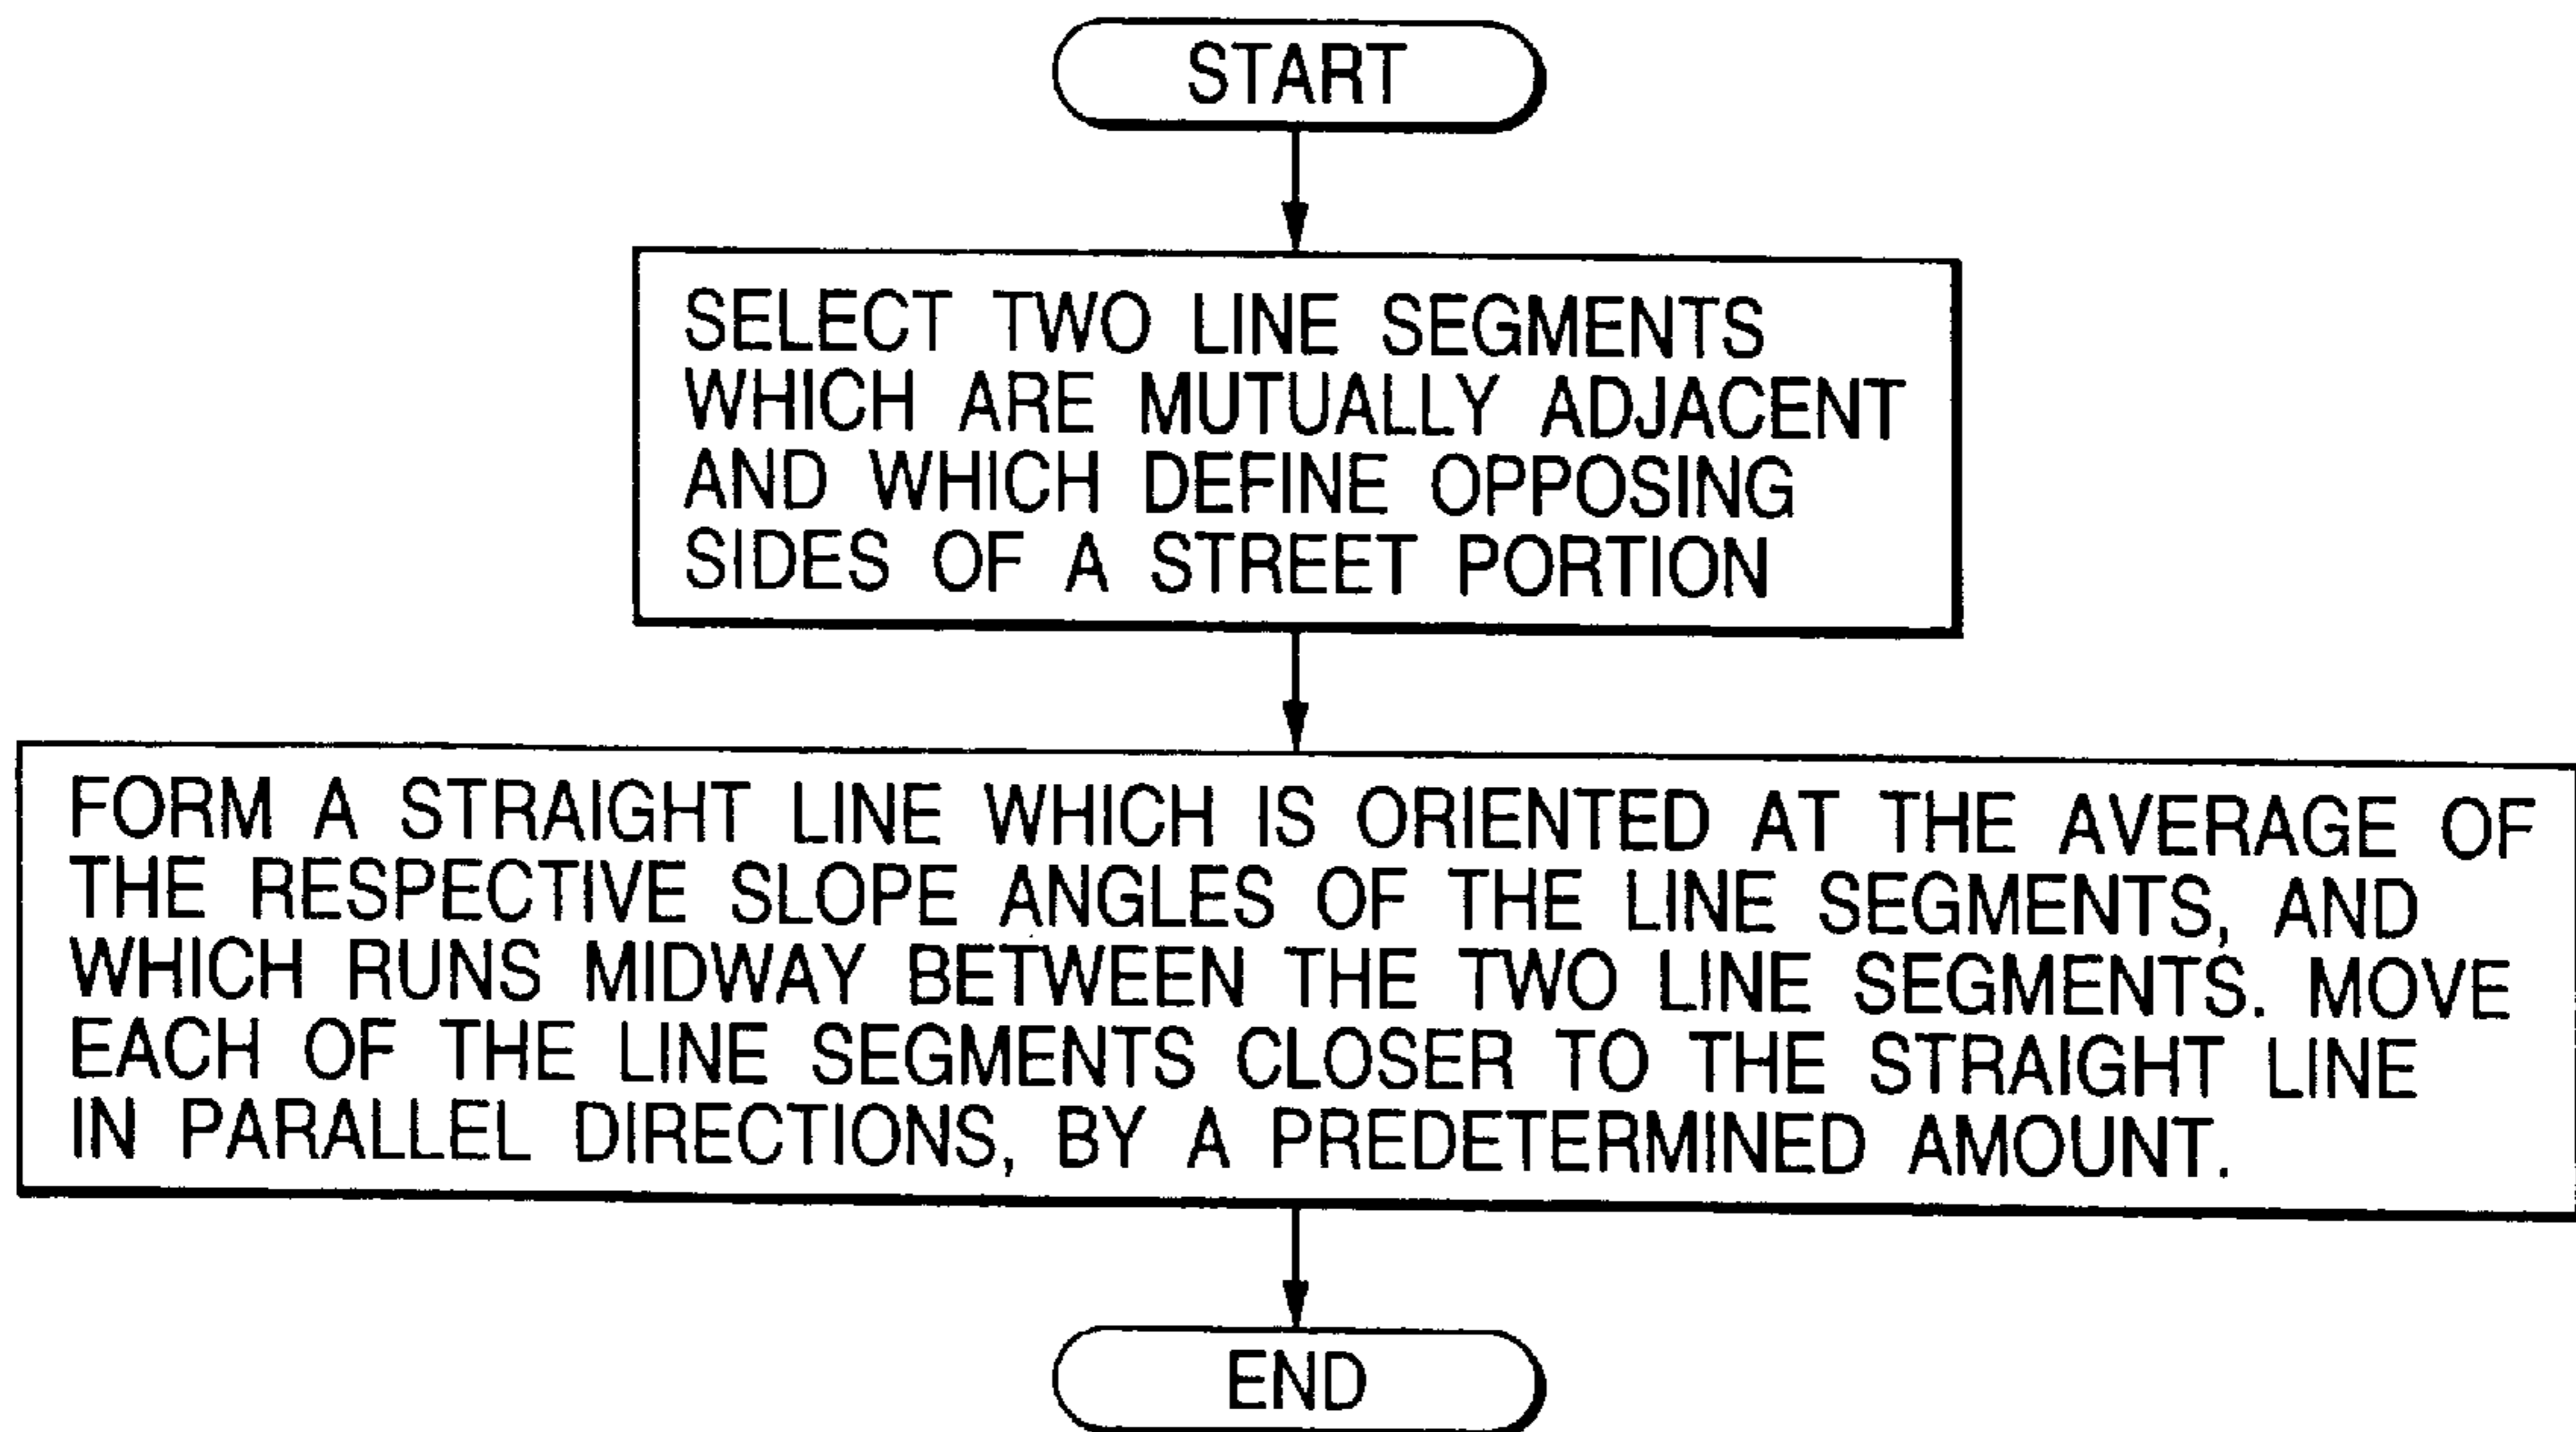 START
SELECT TWO LINE SEGMENTS
WHICH ARE MUTUALLY ADJACENT
AND WHICH DEFINE OPPOSING
SIDES OF A STREET PORTION
FORM A STRAIGHT LINE WHICH IS ORIENTED AT THE AVERAGE OF
THE RESPECTIVE SLOPE ANGLES OF THE LINE SEGMENTS, AND
WHICH RUNS MIDWAY BETWEEN THE TWO LINE SEGMENTS. MOVE
EACH OF THE LINE SEGMENTS CLOSER TO THE STRAIGHT LINE
IN PARALLEL DIRECTIONS, BY A PREDETERMINED AMOUNT.
END